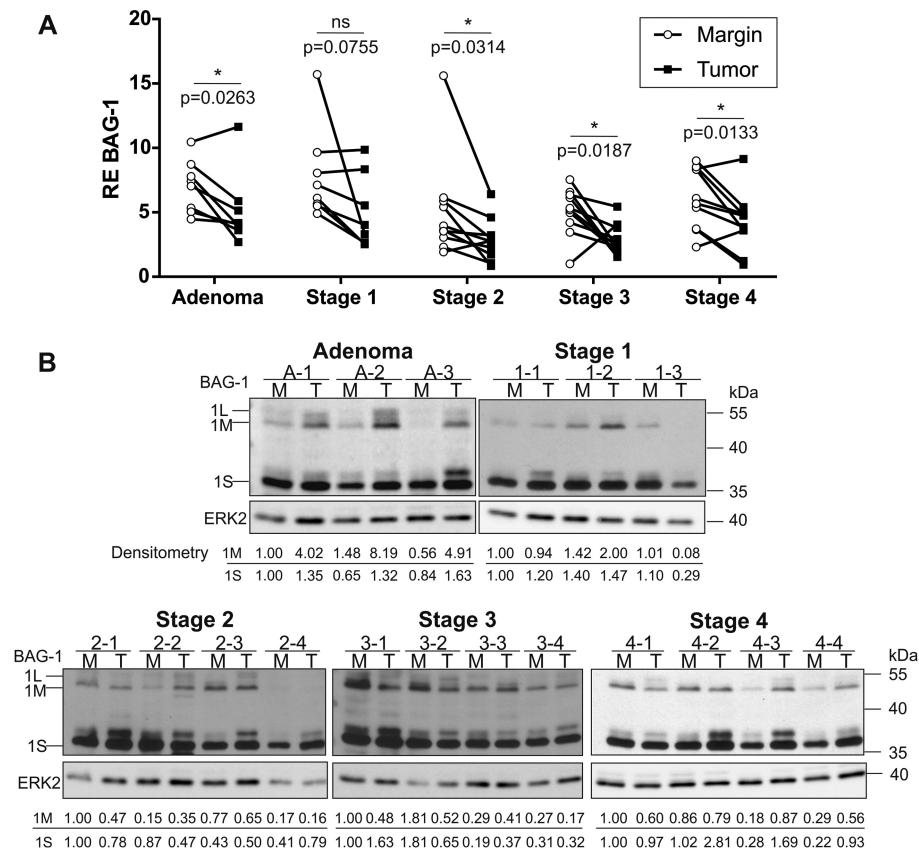 A
20
15
10
5
0
RE BAG-1
*
p=0.0263
ns
p=0.0755
*
p=0.0314
*
p=0.0187
*
p=0.0133
Margin
Tumor
Adenoma Stage 1 Stage 2 Stage 3 Stage 4
B
Adenoma Stage 1
A-1 A-2 A-3 1-1 1-2 1-3
BAG-1 M T M T M T M T M T M T kDa
1L 55
1M
40
1S 35
ERK2 40
Densitometry 1M 1.00 4.02 1.48 8.19 0.56 4.91 1.00 0.94 1.42 2.00 1.01 0.08
1S 1.00 1.35 0.65 1.32 0.84 1.63 1.00 1.20 1.40 1.47 1.10 0.29
Stage 2 Stage 3 Stage 4
2-1 2-2 2-3 2-4 3-1 3-2 3-3 3-4 4-1 4-2 4-3 4-4
BAG-1 M T M T M T M T M T M T M T M T M T M T M T M T kDa
1L 55
1M
40
1S 35
ERK2 40
1M 1.00 0.47 0.15 0.35 0.77 0.65 0.17 0.16 1.00 0.48 1.81 0.52 0.29 0.41 0.27 0.17 1.00 0.60 0.86 0.79 0.18 0.87 0.29 0.56
1S 1.00 0.78 0.87 0.47 0.43 0.50 0.41 0.79 1.00 1.63 1.81 0.65 0.19 0.37 0.31 0.32 1.00 0.97 1.02 2.81 0.28 1.69 0.22 0.93